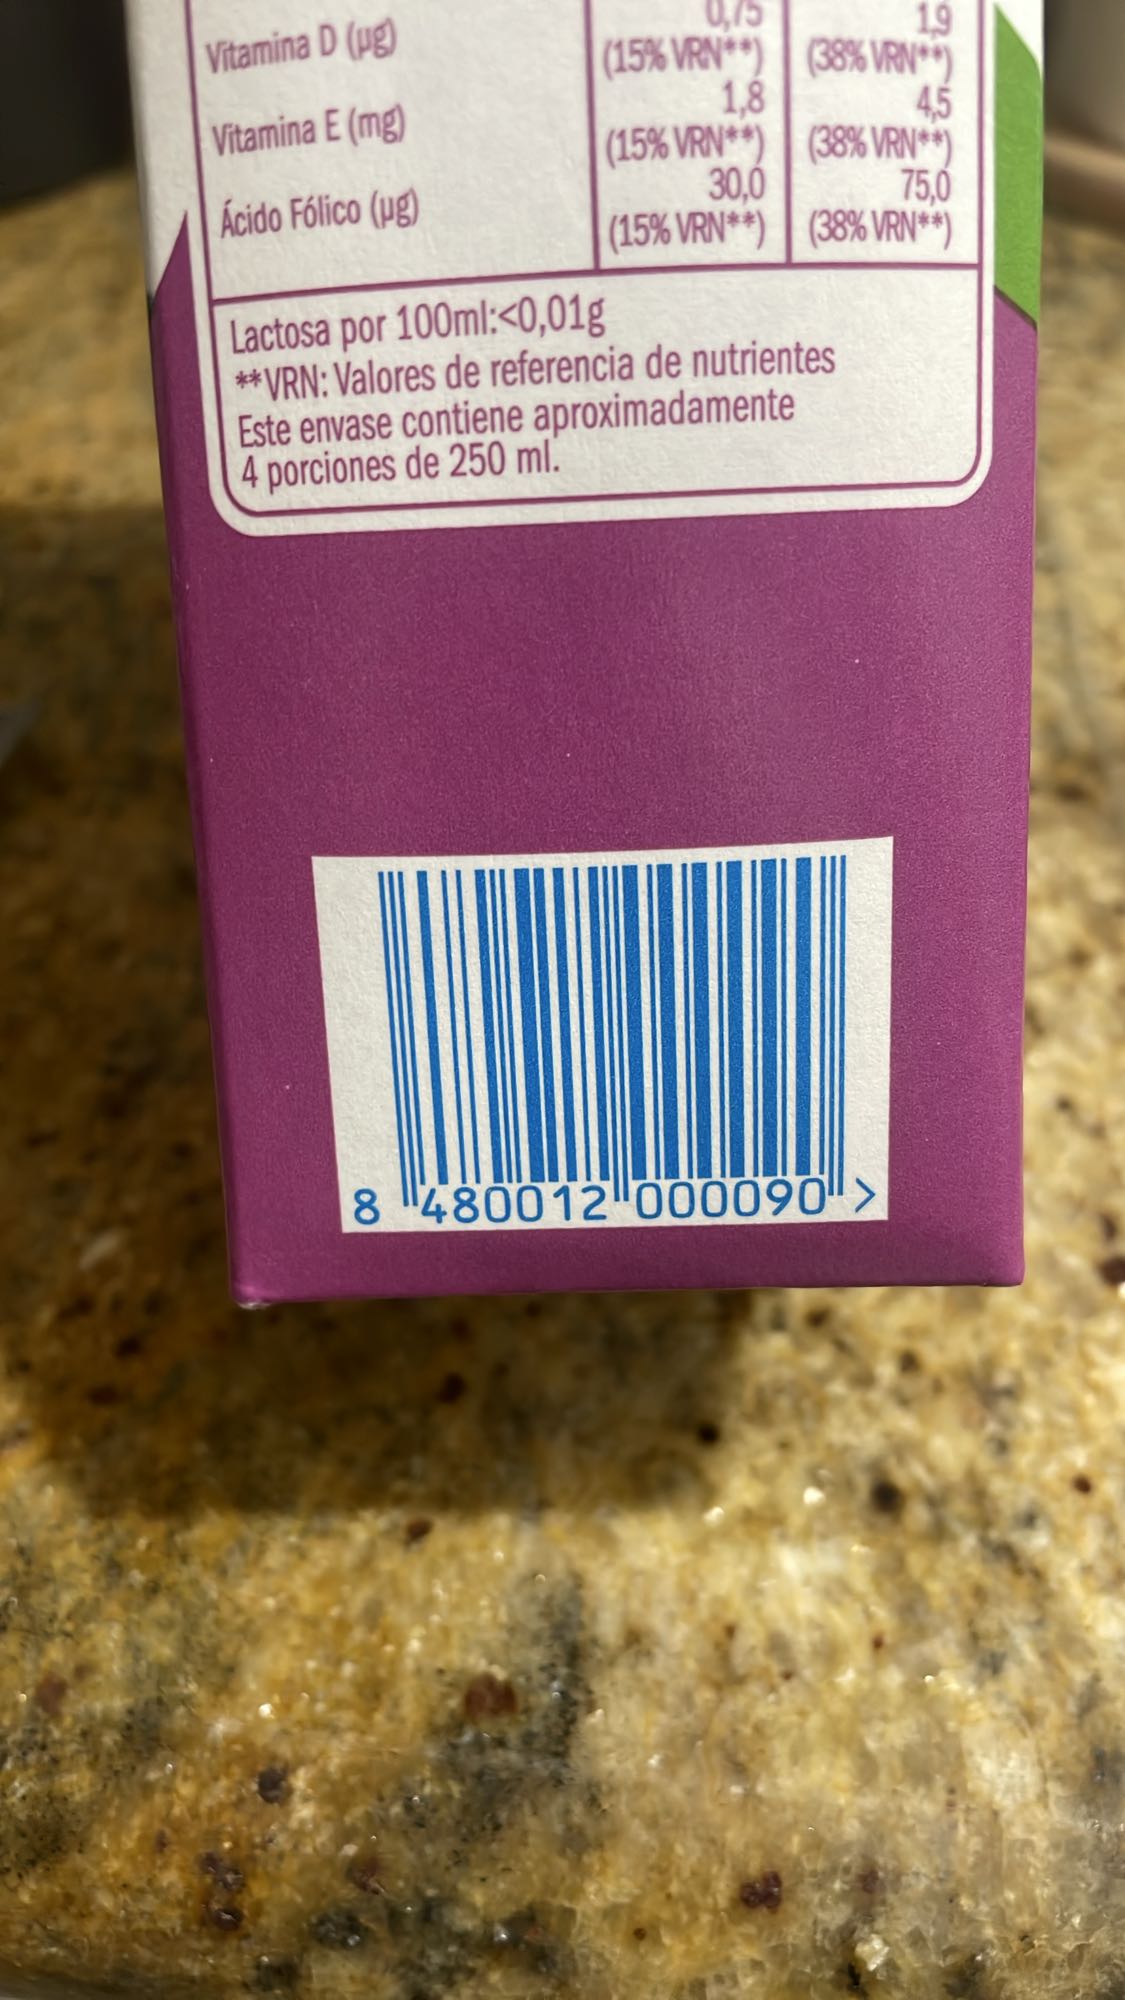 0,75 1,9
Vitamina D (µg) (15% VRN**) (38% VRN**)
1,8 4,5
Vitamina E (mg) (15% VRN**) (38% VRN**)
30,0 75,0
Ácido Fólico (µg) (15% VRN**) (38% VRN**)
Lactosa por 100ml:<0,01g
**VRN: Valores de referencia de nutrientes
Este envase contiene aproximadamente
4 porciones de 250 ml.
8 480012 000090 >